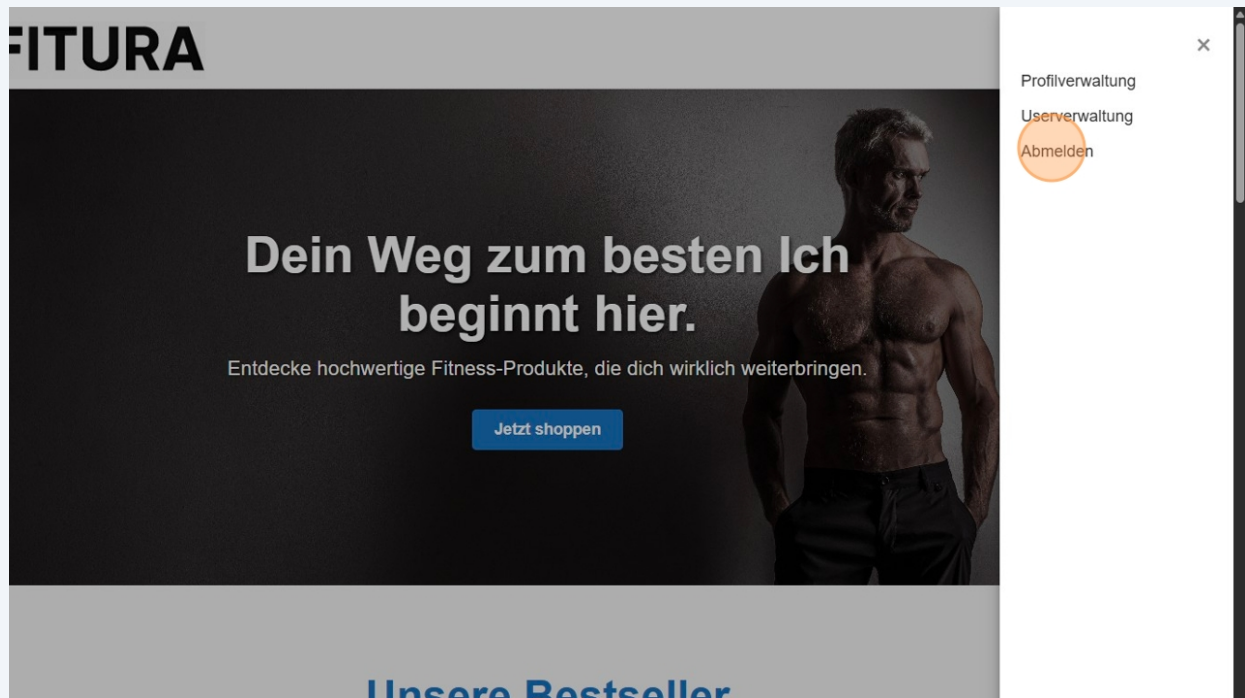 FITURA
×
Profilverwaltung
Userverwaltung
Abmelden
Dein Weg zum besten Ich
beginnt hier.
Entdecke hochwertige Fitness-Produkte, die dich wirklich weiterbringen.
Jetzt shoppen
Unsere Bestseller